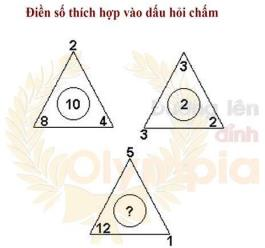 Điền số thích hợp vào dấu hỏi chấm
2
10
8 4
3
2
3 2
5
?
12 1
Đường lên
đỉnh
Olympia